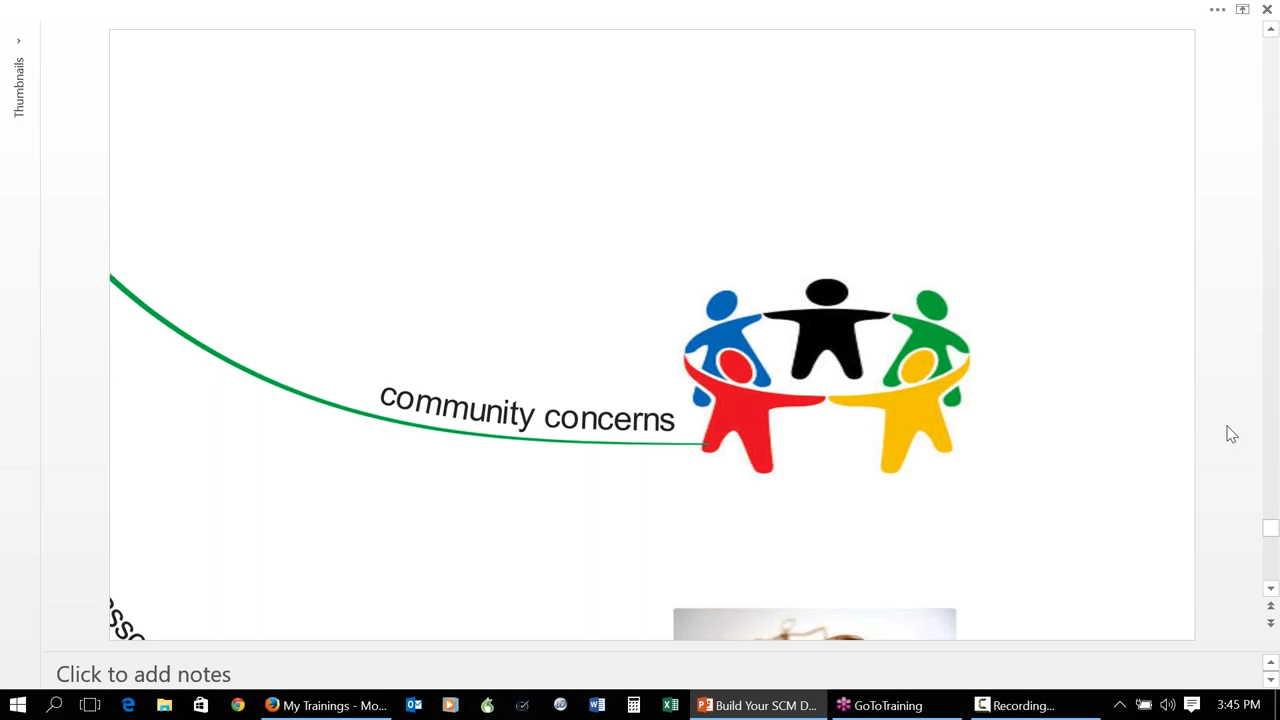 Thumbnails
community concerns
Click to add notes
My Trainings - Mo...
Build Your SCM D...
GoToTraining
Recording...
3:45 PM